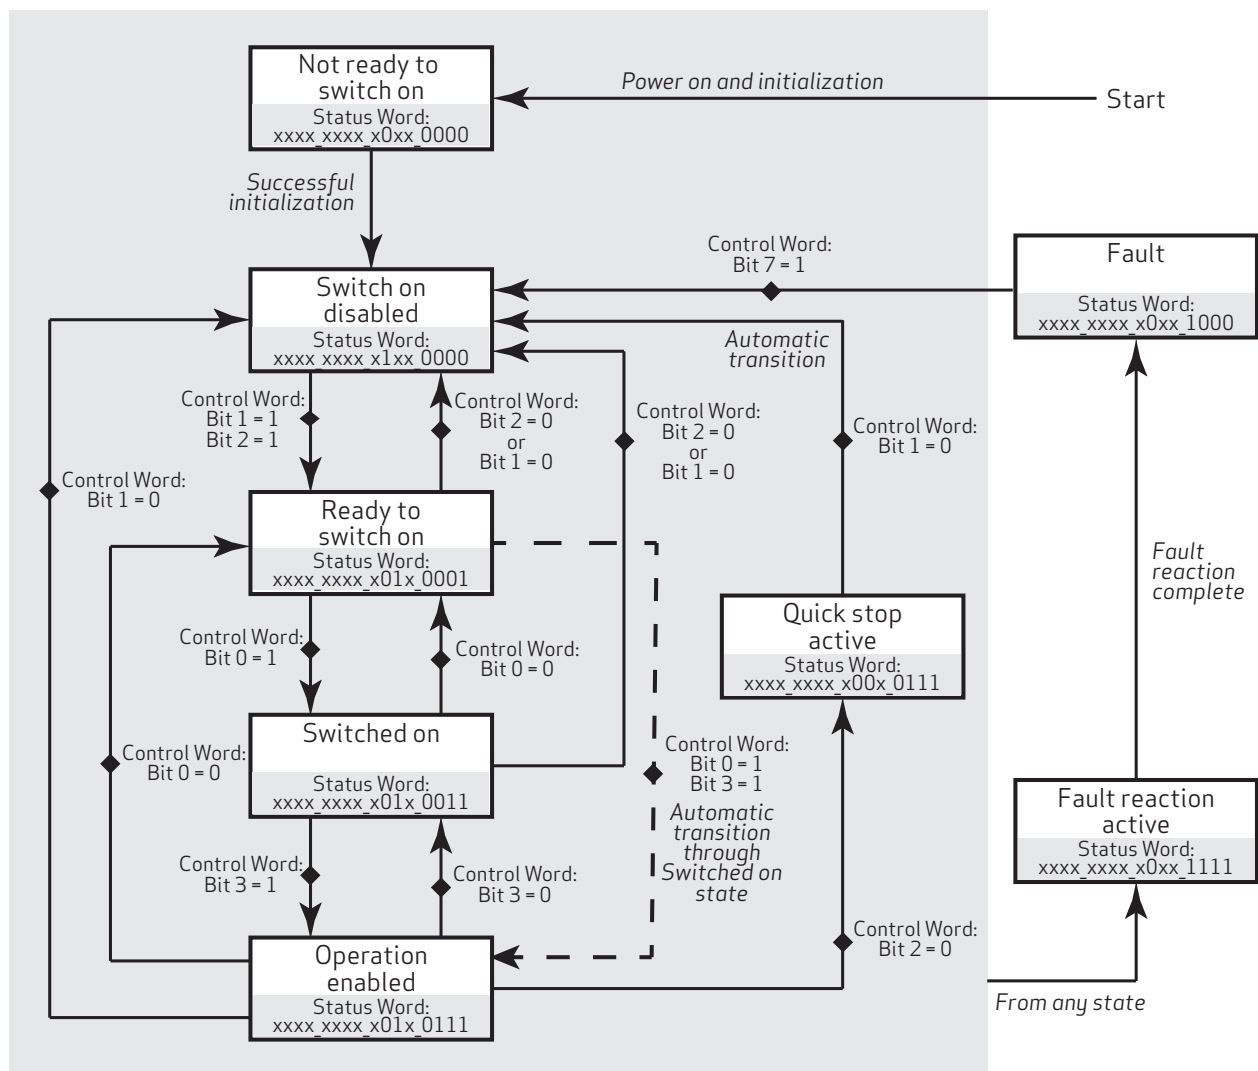 Not ready to
switch on
Status Word:
xxxx_xxxx_x0xx_0000
Power on and initialization
Start
Successful
initialization
Control Word:
Bit 7 = 1
Fault
Status Word:
xxxx_xxxx_x0xx_1000
Switch on
disabled
Status Word:
xxxx_xxxx_x1xx_0000
Automatic
transition
Control Word:
Bit 1 = 1
Bit 2 = 1
Control Word:
Bit 2 = 0
or
Bit 1 = 0
Control Word:
Bit 2 = 0
or
Bit 1 = 0
Control Word:
Bit 1 = 0
Control Word:
Bit 1 = 0
Ready to
switch on
Status Word:
xxxx_xxxx_x01x_0001
Fault
reaction
complete
Quick stop
active
Status Word:
xxxx_xxxx_x00x_0111
Control Word:
Bit 0 = 1
Control Word:
Bit 0 = 0
Switched on
Status Word:
xxxx_xxxx_x01x_0011
Control Word:
Bit 0 = 0
Control Word:
Bit 0 = 1
Bit 3 = 1
Automatic
transition
through
Switched on
state
Fault reaction
active
Status Word:
xxxx_xxxx_x0xx_1111
Control Word:
Bit 3 = 1
Control Word:
Bit 3 = 0
Control Word:
Bit 2 = 0
Operation
enabled
Status Word:
xxxx_xxxx_x01x_0111
From any state